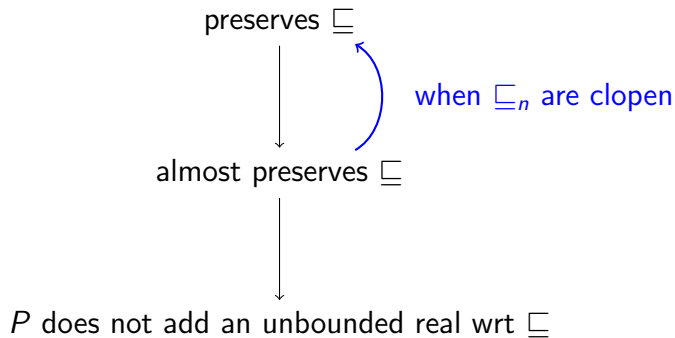 preserves ⊑
when ⊑ₙ are clopen
almost preserves ⊑
P does not add an unbounded real wrt ⊑